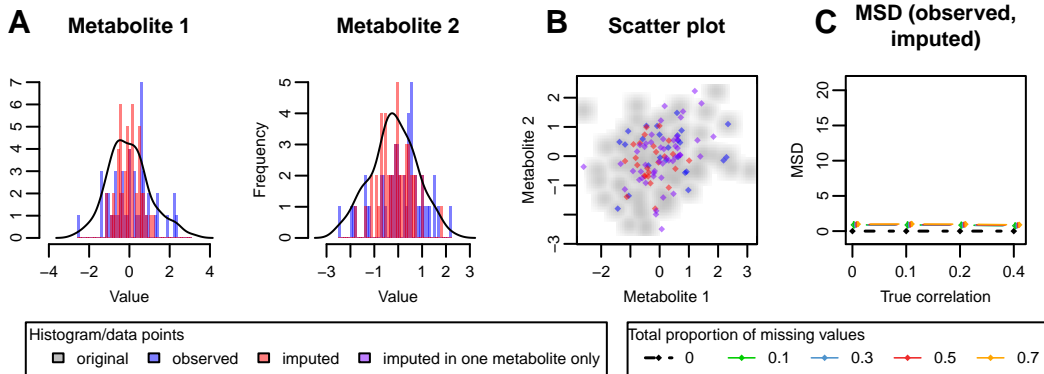 A
Metabolite 1
Metabolite 2
B
Scatter plot
C
MSD (observed,
imputed)
0 1 2 3 4 5 6 7
−4 −2 0 2 4
Value
Frequency
0 1 2 3 4 5
−3 −1 0 1 2 3
Value
Metabolite 2
−3 −1 0 1 2
−2 −1 0 1 2 3
Metabolite 1
MSD
0 5 10 15 20
0 0.1 0.2 0.4
True correlation
Histogram/data points
original observed imputed imputed in one metabolite only
Total proportion of missing values
0 0.1 0.3 0.5 0.7